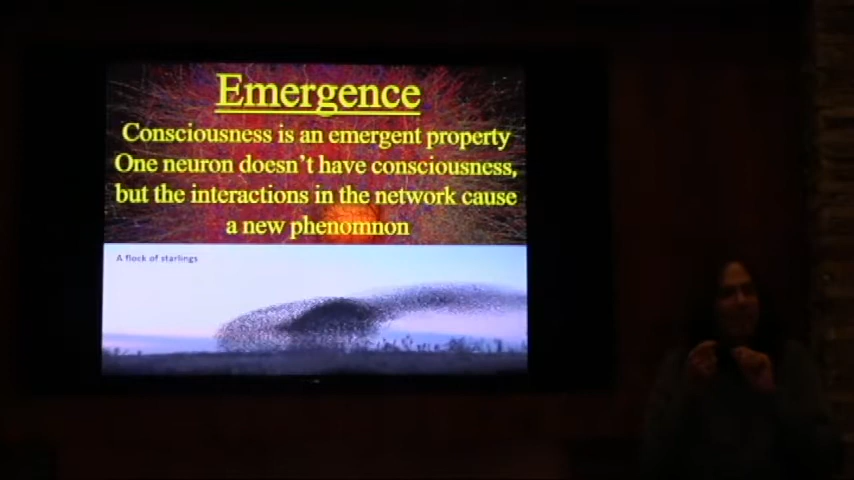 Emergence
Consciousness is an emergent property
One neuron doesn't have consciousness,
but the interactions in the network cause
a new phenomnon
A flock of starlings